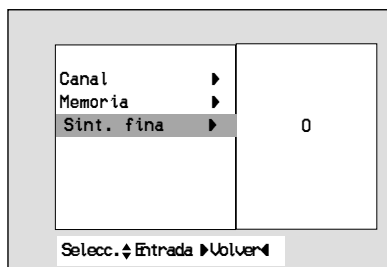 Canal ▶
Memoria ▶
Sint. fina ▶ 0
Selecc.⬍ Entrada ▶Volver◀